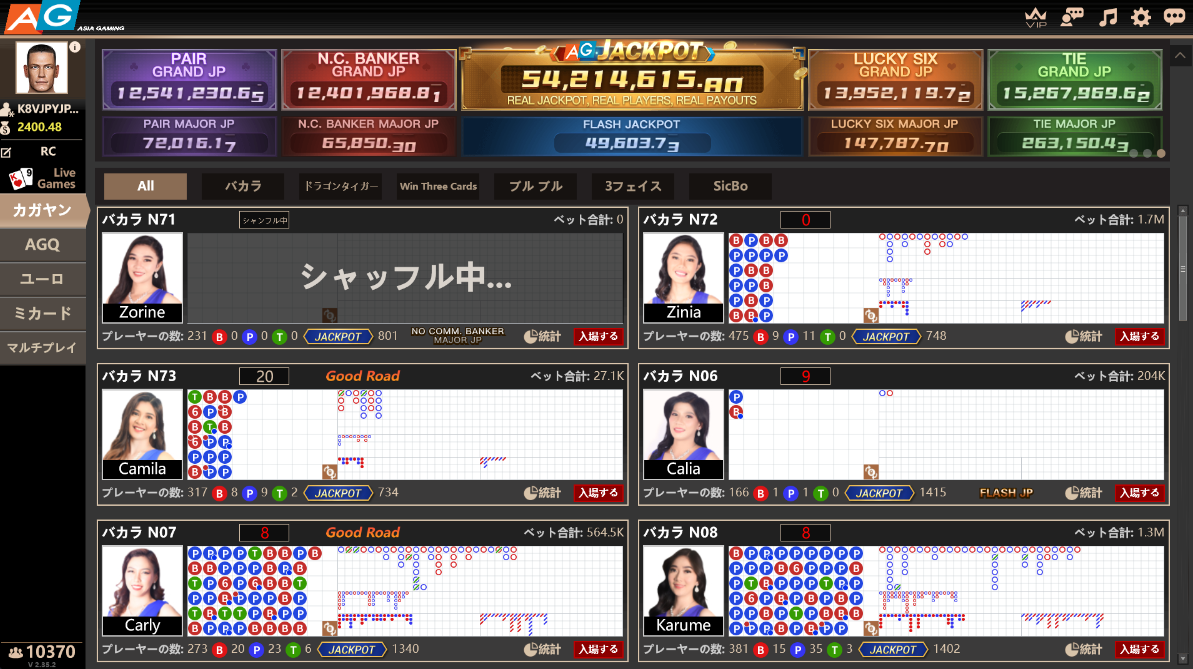 AG ASIA GAMING
VIP
K8VJPYJP...
2400.48
RC
Live Games
カガヤン
AGQ
ユーロ
ミカード
マルチプレイ
10370
V 2.35.2
PAIR
GRAND JP
12,541,230.65
N.C. BANKER
GRAND JP
12,401,968.81
AG JACKPOT
54,214,615.80
REAL JACKPOT, REAL PLAYERS, REAL PAYOUTS
LUCKY SIX
GRAND JP
13,952,119.72
TIE
GRAND JP
15,267,969.62
PAIR MAJOR JP
72,016.17
N.C. BANKER MAJOR JP
65,850.30
FLASH JACKPOT
49,603.73
LUCKY SIX MAJOR JP
147,787.70
TIE MAJOR JP
263,150.43
All バカラ ドラゴンタイガー Win Three Cards ブル ブル 3フェイス SicBo
バカラ N71 シャンフル中 ベット合計: 0
シャッフル中...
Zorine
プレーヤーの数: 231 B 0 P 0 T 0 JACKPOT 801 NO COMM. BANKER MAJOR JP 統計 入場する
バカラ N72 0 ベット合計: 1.7M
Zinia
プレーヤーの数: 475 B 9 P 11 T 0 JACKPOT 748 統計 入場する
バカラ N73 20 Good Road ベット合計: 27.1K
Camila
プレーヤーの数: 317 B 8 P 9 T 2 JACKPOT 734 統計 入場する
バカラ N06 9 ベット合計: 204K
Calia
プレーヤーの数: 166 B 1 P 1 T 0 JACKPOT 1415 FLASH JP 統計 入場する
バカラ N07 8 Good Road ベット合計: 564.5K
Carly
プレーヤーの数: 273 B 20 P 23 T 6 JACKPOT 1340 統計 入場する
バカラ N08 8 ベット合計: 1.3M
Karume
プレーヤーの数: 381 B 15 P 35 T 3 JACKPOT 1402 統計 入場する